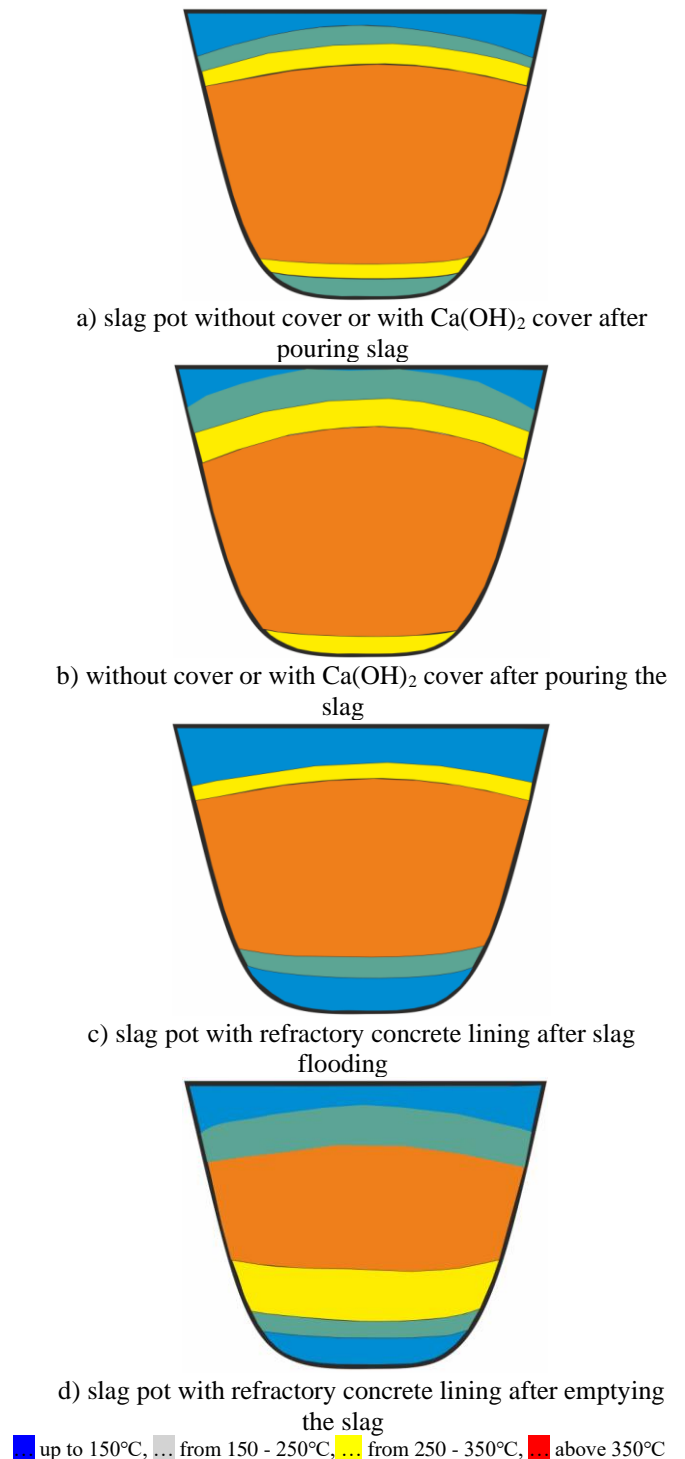 a) slag pot without cover or with Ca(OH)₂ cover after
pouring slag
b) without cover or with Ca(OH)₂ cover after pouring the
slag
c) slag pot with refractory concrete lining after slag
flooding
d) slag pot with refractory concrete lining after emptying
the slag
… up to 150°C, … from 150 - 250°C, … from 250 - 350°C, … above 350°C